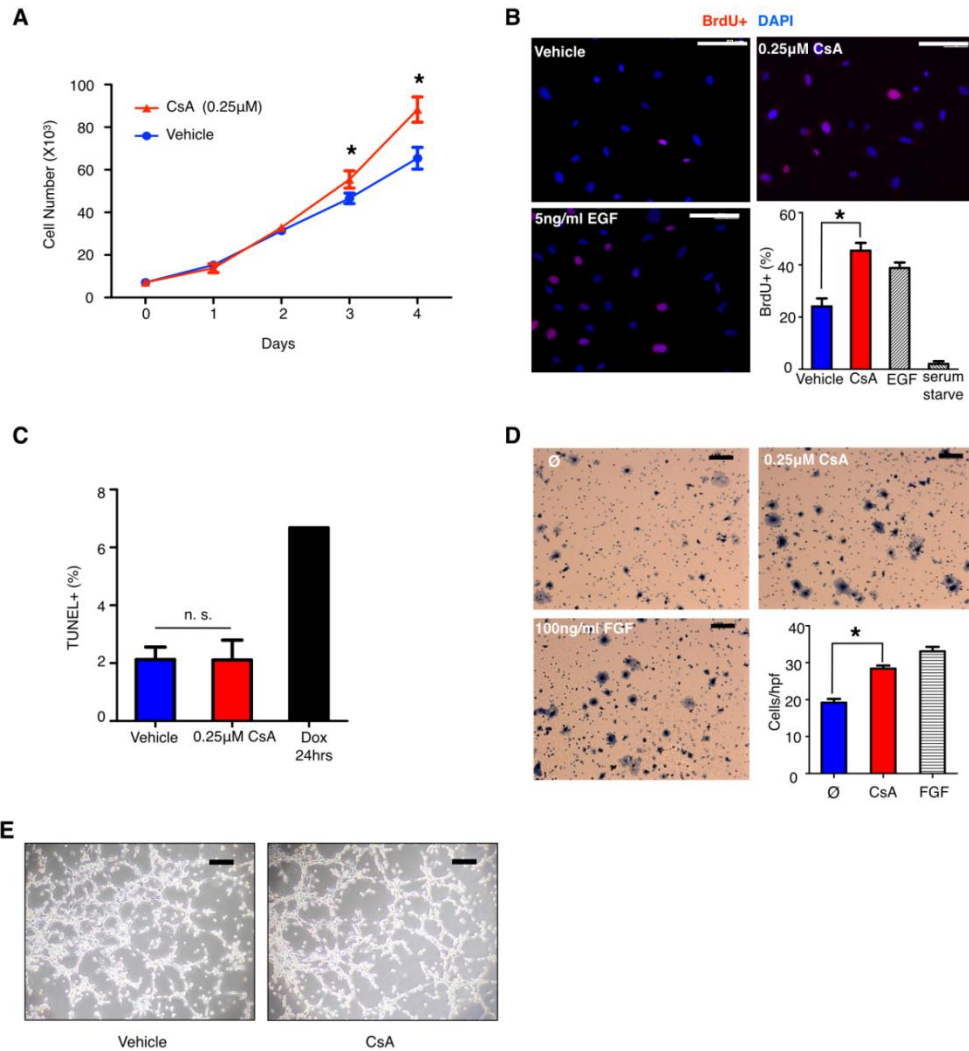 A
Cell Number (X10³)
100
80
60
40
20
0
CsA (0.25µM)
Vehicle
*
*
0 1 2 3 4
Days
B
BrdU+ DAPI
Vehicle
0.25µM CsA
5ng/ml EGF
BrdU+ (%)
60
40
20
0
*
Vehicle CsA EGF serum
starve
C
TUNEL+ (%)
8
6
4
2
0
n. s.
Vehicle 0.25µM CsA Dox
24hrs
D
Ø
0.25µM CsA
100ng/ml FGF
Cells/hpf
40
30
20
10
0
*
Ø CsA FGF
E
Vehicle CsA